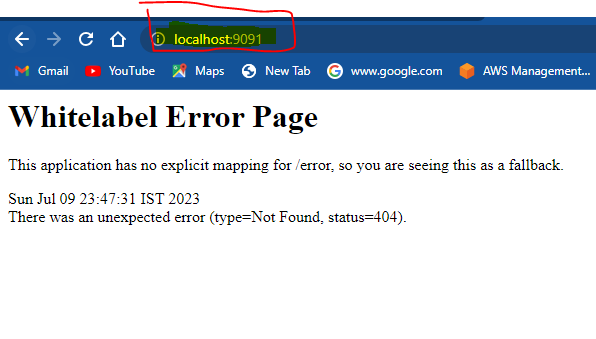 localhost:9091
Gmail YouTube Maps New Tab www.google.com AWS Management...
Whitelabel Error Page
This application has no explicit mapping for /error, so you are seeing this as a fallback.
Sun Jul 09 23:47:31 IST 2023
There was an unexpected error (type=Not Found, status=404).